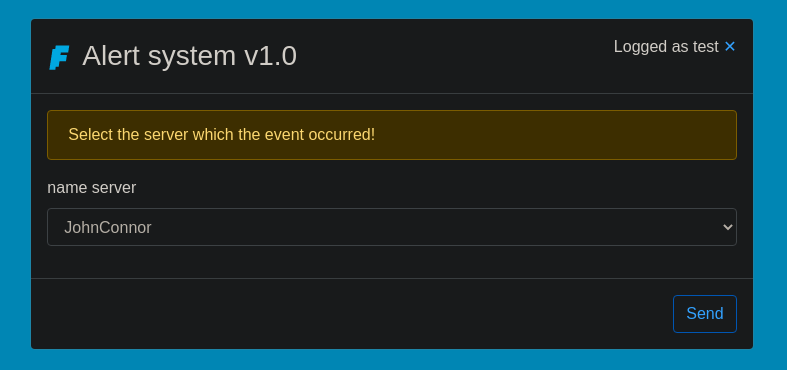 Alert system v1.0
Logged as test ×
Select the server which the event occurred!
name server
JohnConnor
Send